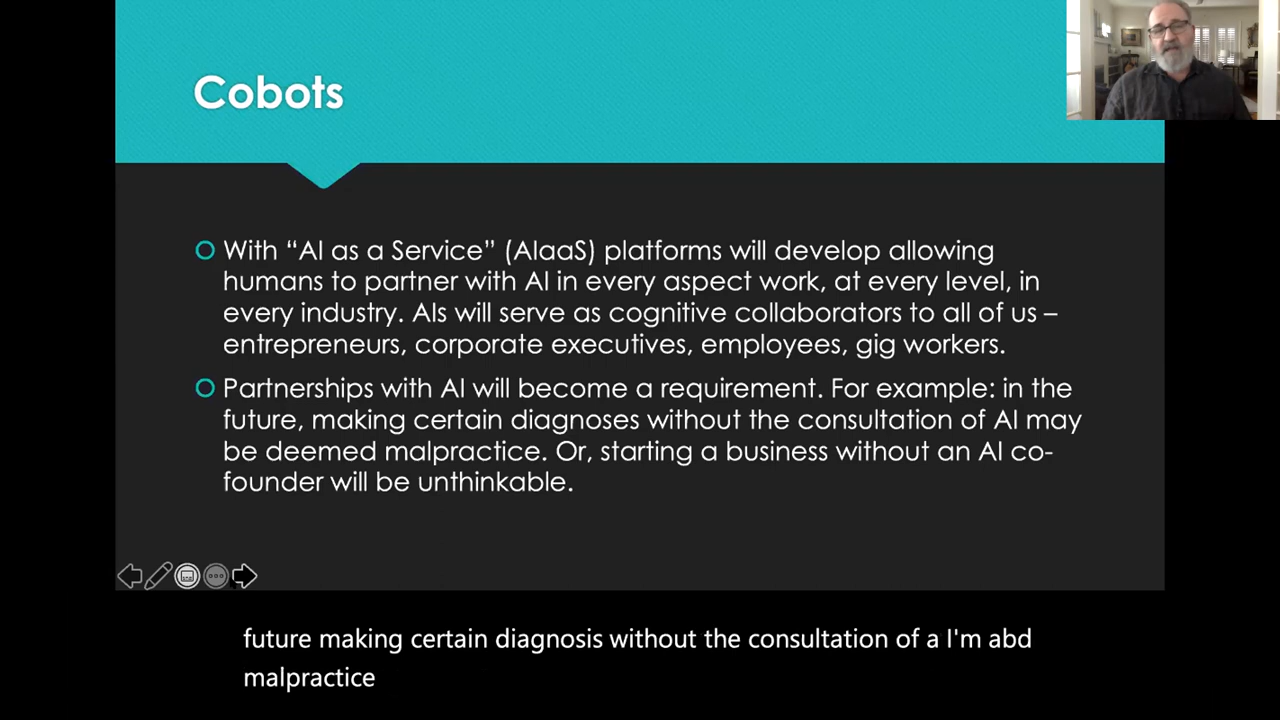 Cobots
With “AI as a Service” (AIaaS) platforms will develop allowing
humans to partner with AI in every aspect work, at every level, in
every industry. AIs will serve as cognitive collaborators to all of us –
entrepreneurs, corporate executives, employees, gig workers.
Partnerships with AI will become a requirement. For example: in the
future, making certain diagnoses without the consultation of AI may
be deemed malpractice. Or, starting a business without an AI co-
founder will be unthinkable.
future making certain diagnosis without the consultation of a I'm abd
malpractice